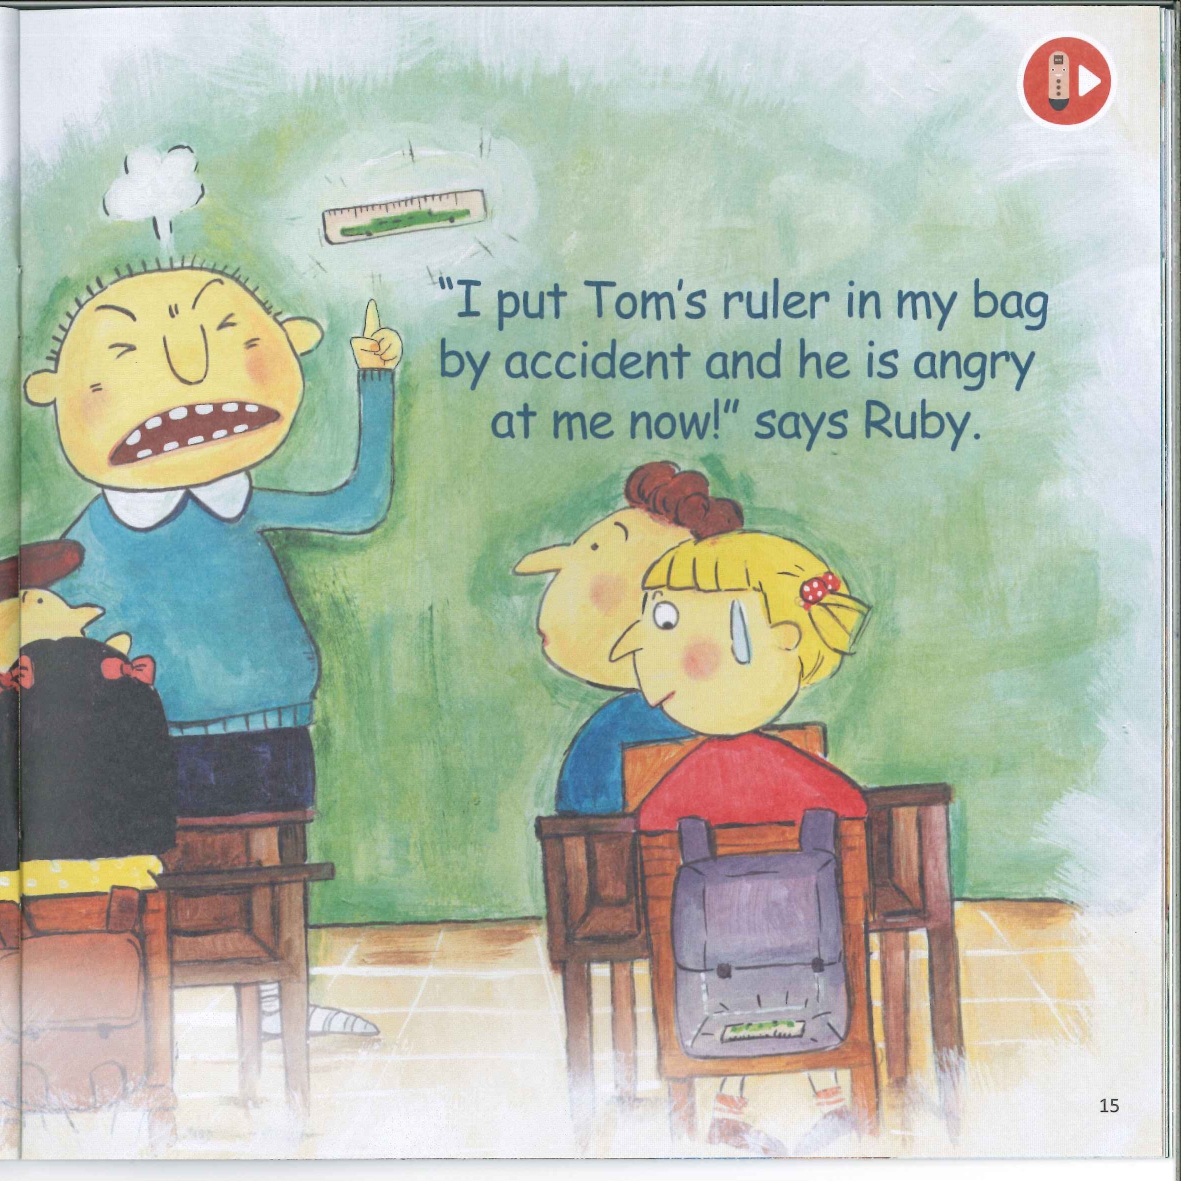 "I put Tom's ruler in my bag
by accident and he is angry
at me now!" says Ruby.
15